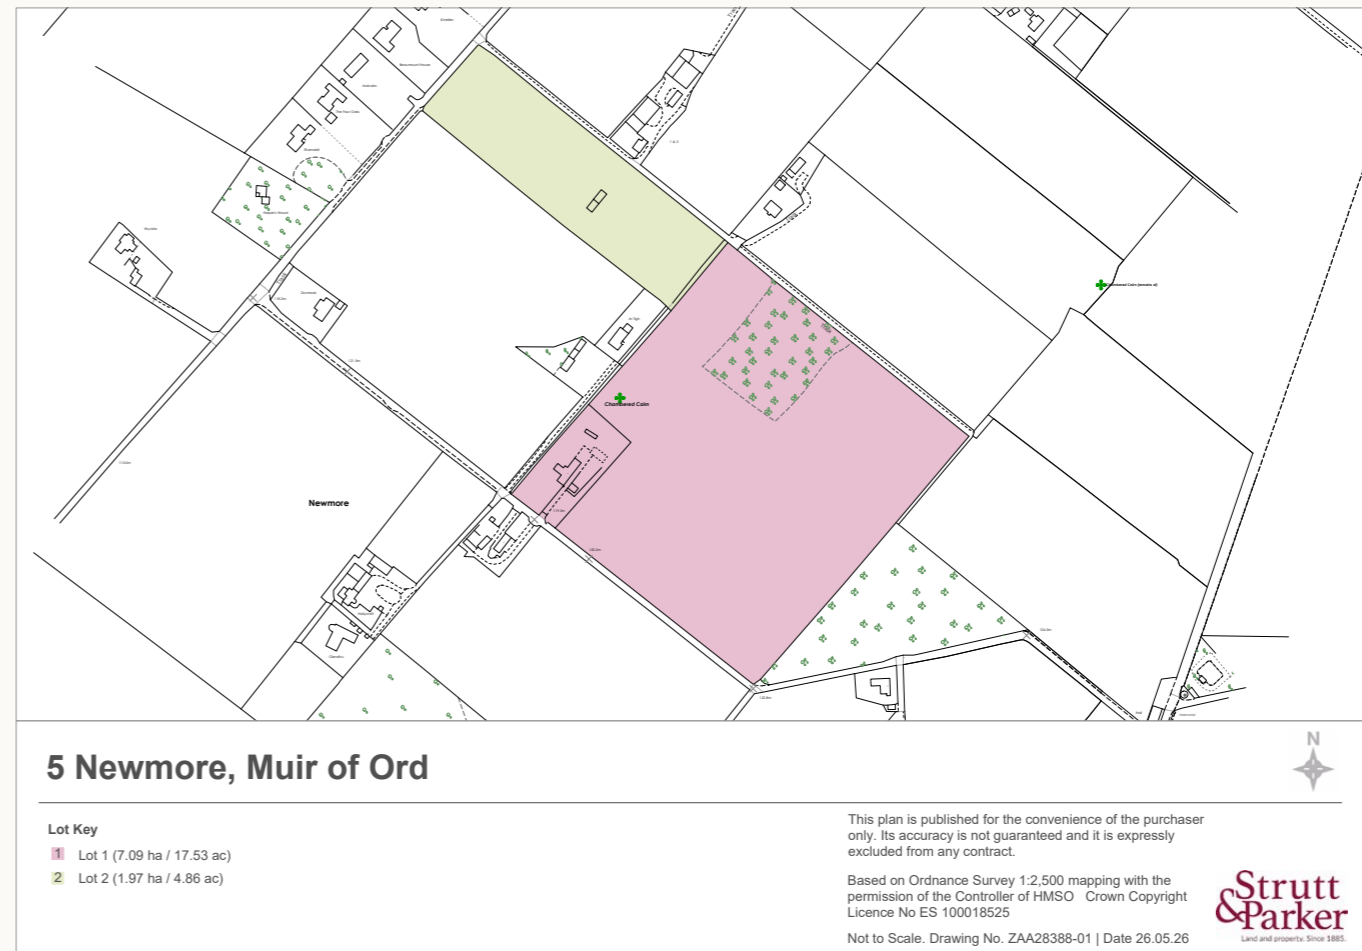 Chambered Cairn (remains of)
Chambered Cairn
Newmore
5 Newmore, Muir of Ord
N
Lot Key
1 Lot 1 (7.09 ha / 17.53 ac)
2 Lot 2 (1.97 ha / 4.86 ac)
This plan is published for the convenience of the purchaser
only. Its accuracy is not guaranteed and it is expressly
excluded from any contract.
Based on Ordnance Survey 1:2,500 mapping with the
permission of the Controller of HMSO Crown Copyright
Licence No ES 100018525
Not to Scale. Drawing No. ZAA28388-01 | Date 26.05.26
Strutt
&Parker
Land and property. Since 1885.